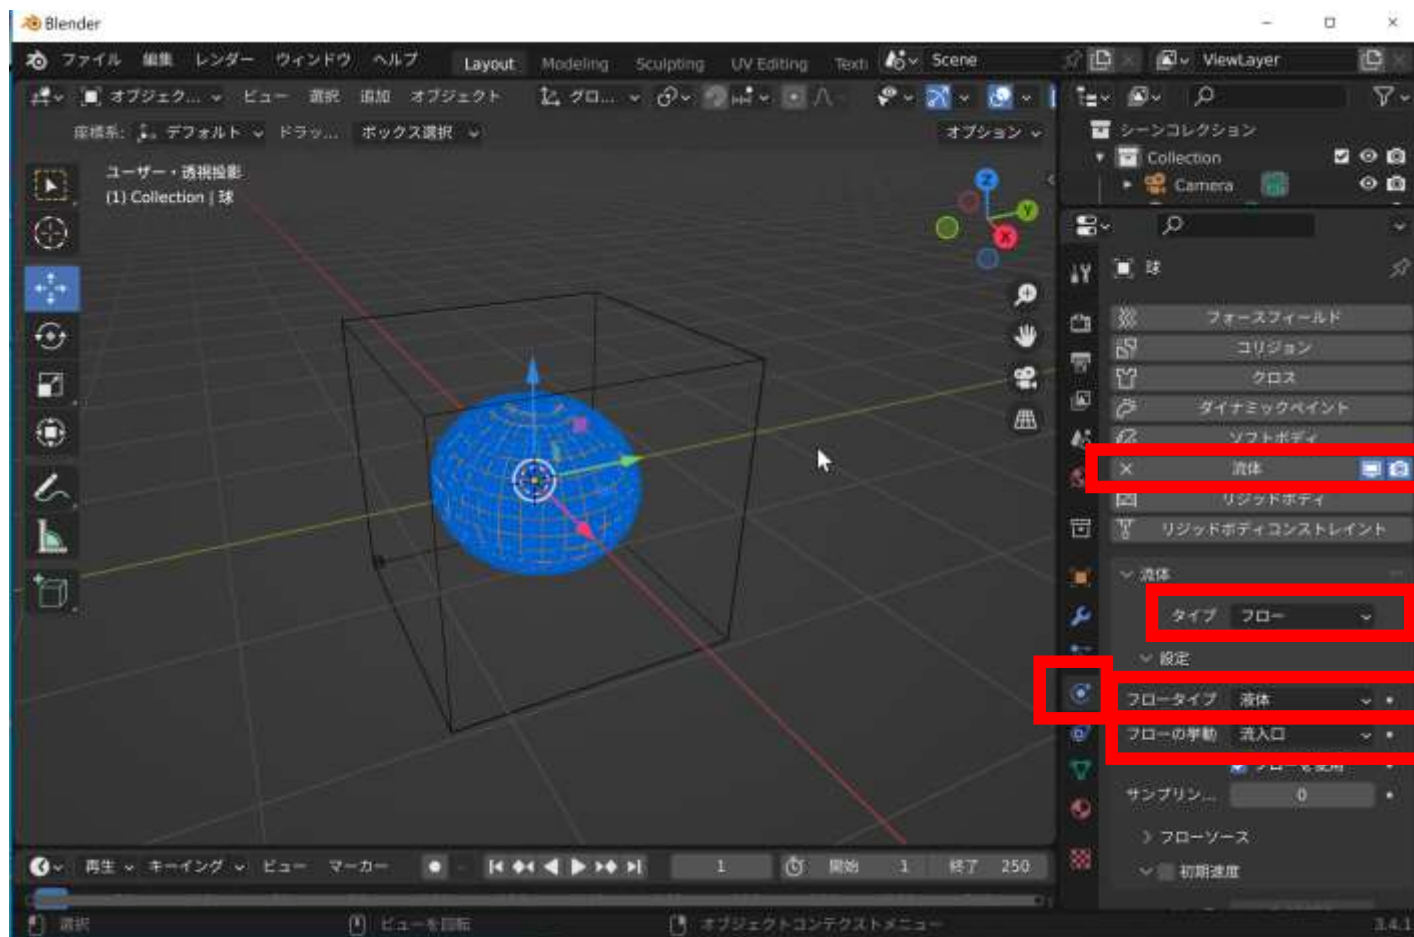 Blender
ファイル 編集 レンダー ウィンドウ ヘルプ Layout Modeling Sculpting UV Editing Text Scene ViewLayer
オブジェク... ビュー 選択 追加 オブジェクト グロ...
座標系: デフォルト ドラッ... ボックス選択 オプション
ユーザー・透視投影
(1) Collection | 球
Z
Y
X
シーンコレクション
Collection
Camera
球
フォースフィールド
コリジョン
クロス
ダイナミックペイント
ソフトボディ
流体
リジッドボディ
リジッドボディコンストレイント
流体
タイプ フロー
設定
フロータイプ 液体
フローの挙動 流入口
フローを使用
サンプリン... 0
フローソース
初期速度
再生 キーイング ビュー マーカー 1 開始 1 終了 250
選択 ビューを回転 オブジェクトコンテクストメニュー 3.4.1